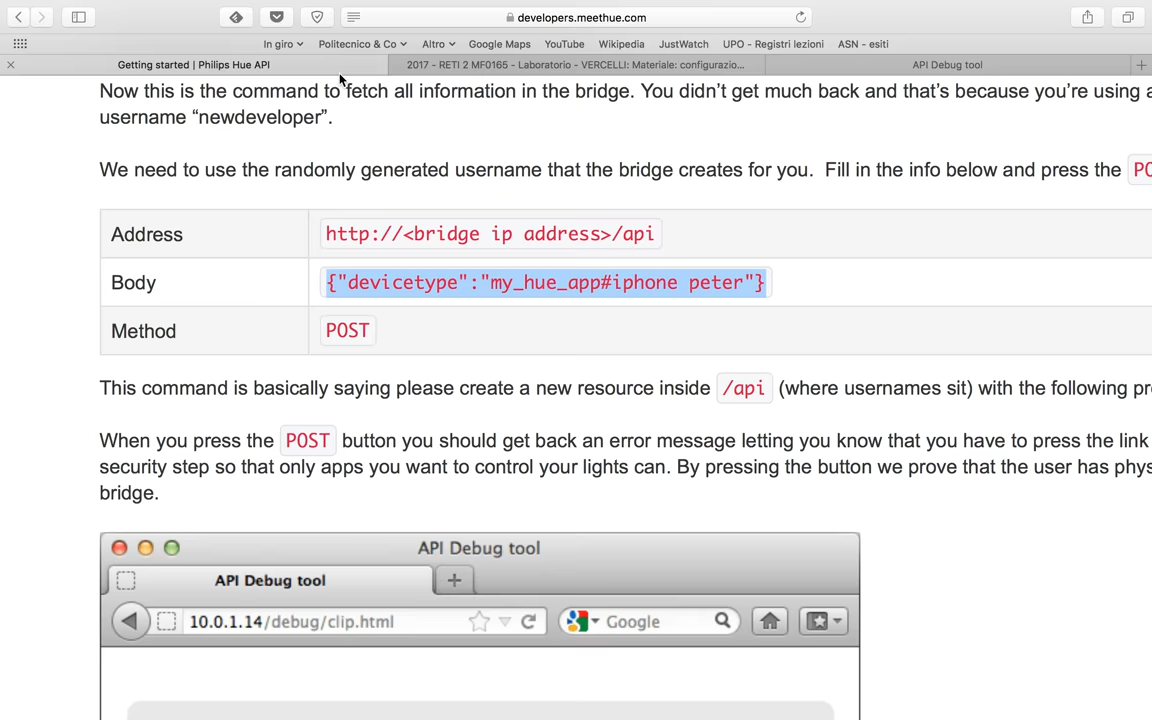 developers.meethue.com
In giro Politecnico & Co Altro Google Maps YouTube Wikipedia JustWatch UPO - Registri lezioni ASN - esiti
Getting started | Philips Hue API 2017 - RETI 2 MF0165 - Laboratorio - VERCELLI: Materiale: configurazio... API Debug tool
Now this is the command to fetch all information in the bridge. You didn't get much back and that's because you're using a
username “newdeveloper”.
We need to use the randomly generated username that the bridge creates for you. Fill in the info below and press the PO
Address http://<bridge ip address>/api
Body {"devicetype":"my_hue_app#iphone peter"}
Method POST
This command is basically saying please create a new resource inside /api (where usernames sit) with the following pr
When you press the POST button you should get back an error message letting you know that you have to press the link
security step so that only apps you want to control your lights can. By pressing the button we prove that the user has phys
bridge.
API Debug tool
API Debug tool
10.0.1.14/debug/clip.html Google